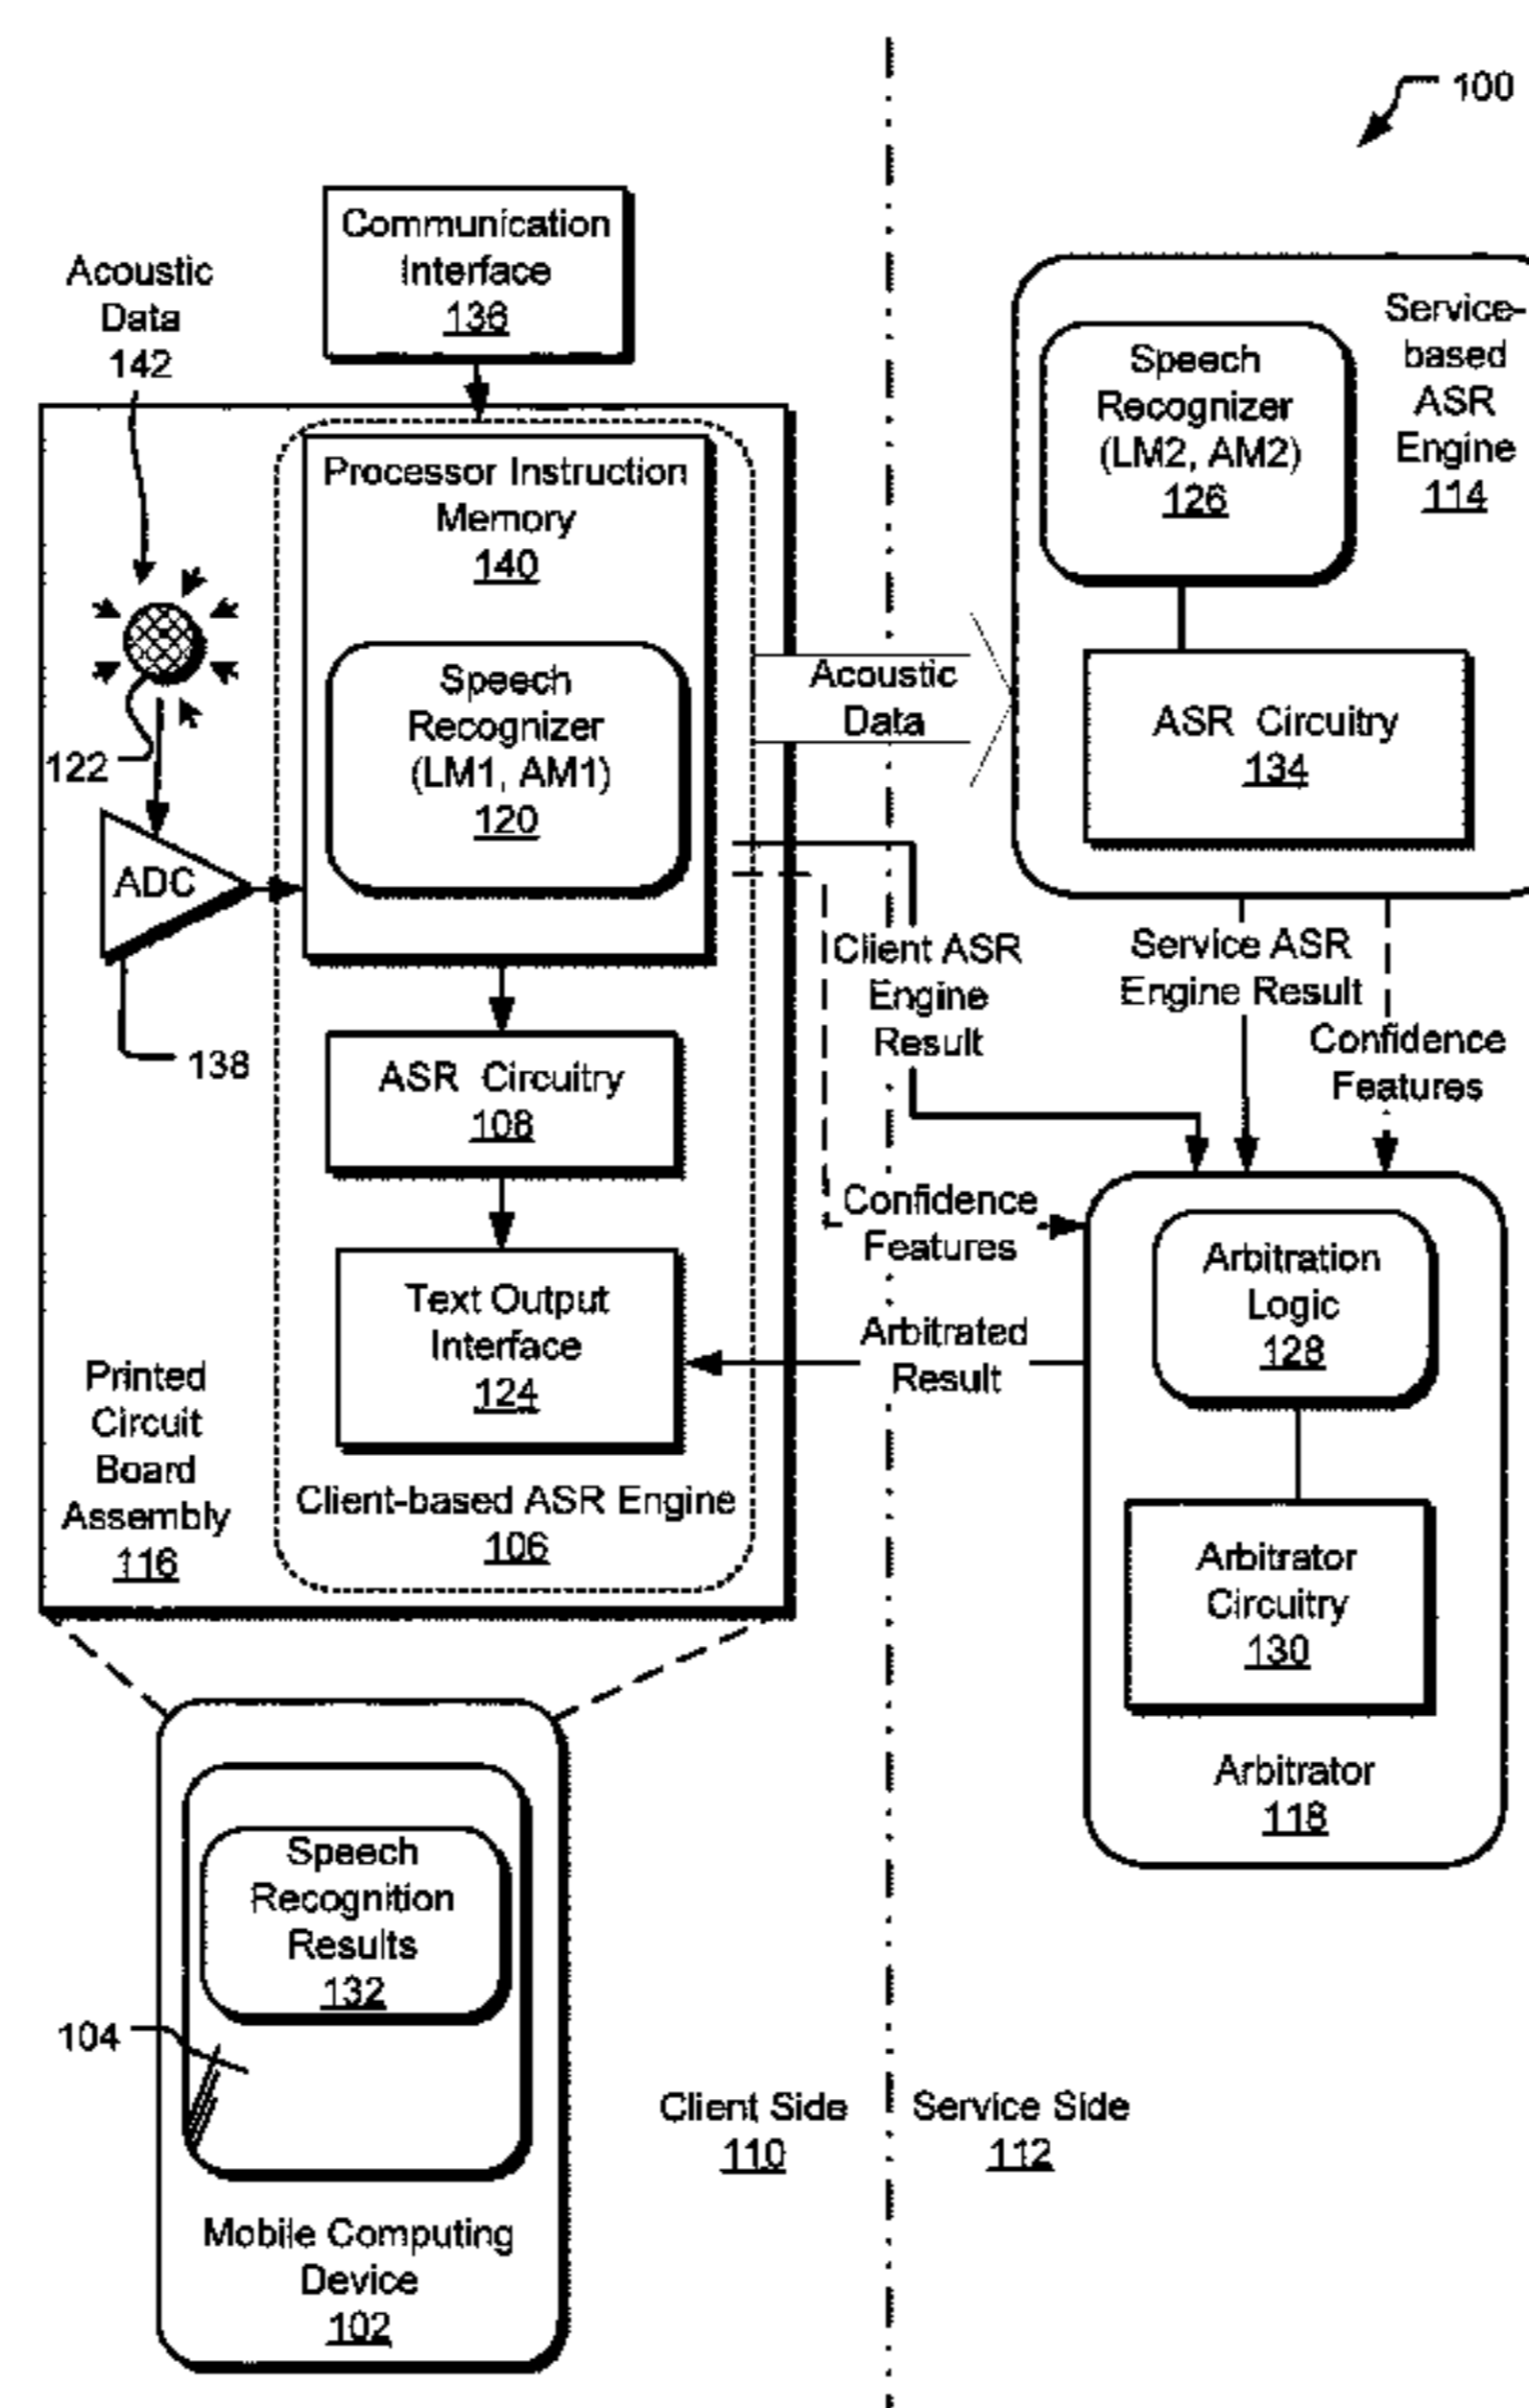 100
Communication
Interface
136
Acoustic
Data
142
Processor Instruction
Memory
140
Speech
Recognizer
(LM1, AM1)
120
122
ADC
138
ASR Circuitry
108
Text Output
Interface
124
Client-based ASR Engine
106
Printed
Circuit
Board
Assembly
116
Acoustic
Data
Service-
based
ASR
Engine
114
Speech
Recognizer
(LM2, AM2)
126
ASR Circuitry
134
Client ASR
Engine
Result
Service ASR
Engine Result
Confidence
Features
Confidence
Features
Arbitrated
Result
Arbitration
Logic
128
Arbitrator
Circuitry
130
Arbitrator
118
Speech
Recognition
Results
132
104
Mobile Computing
Device
102
Client Side
110
Service Side
112